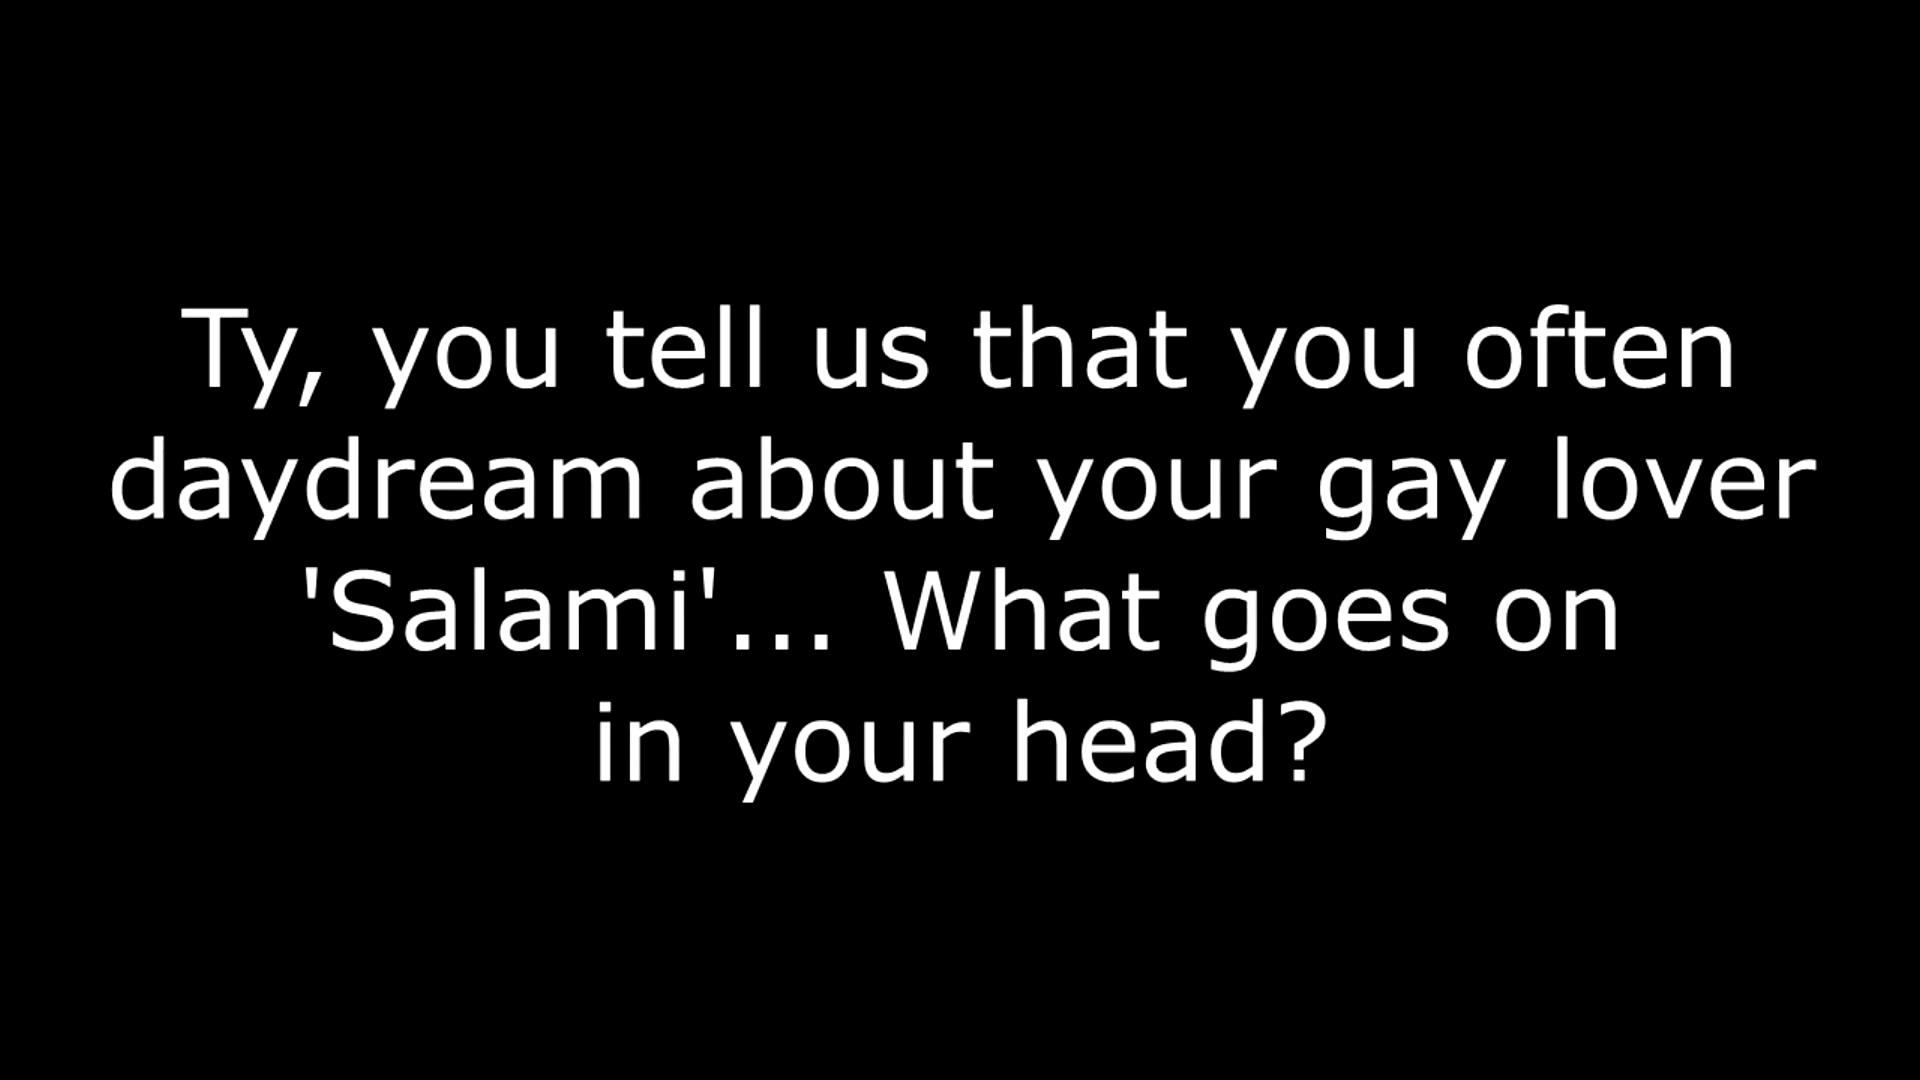 Ty, you tell us that you often
daydream about your gay lover
'Salami'... What goes on
in your head?